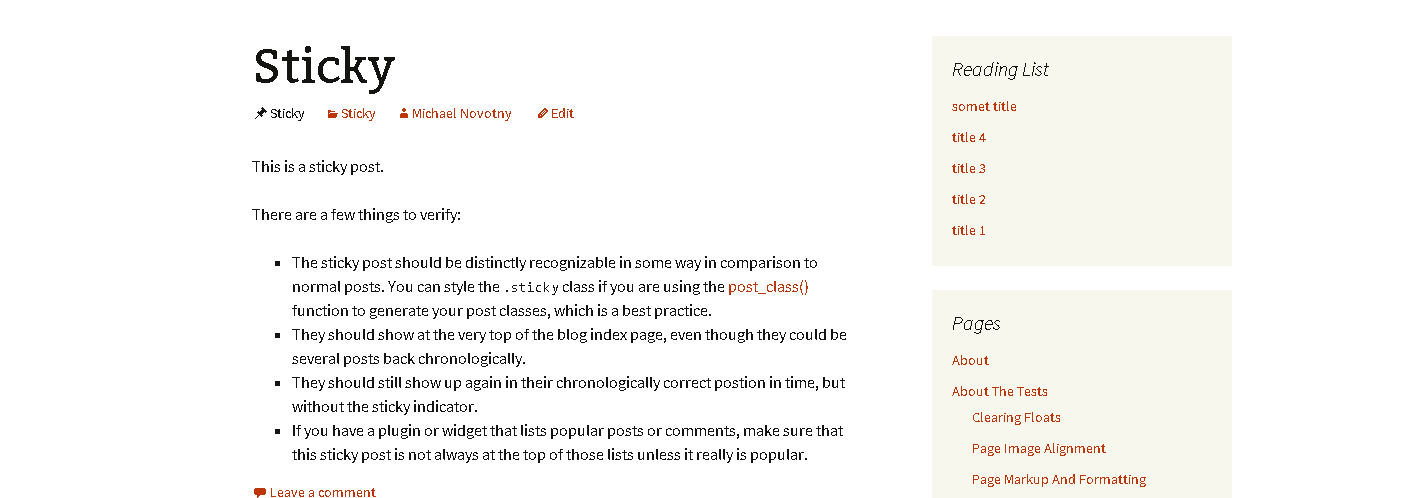 Sticky
Sticky Sticky Michael Novotny Edit
This is a sticky post.
There are a few things to verify:
The sticky post should be distinctly recognizable in some way in comparison to
normal posts. You can style the .sticky class if you are using the post_class()
function to generate your post classes, which is a best practice.
They should show at the very top of the blog index page, even though they could be
several posts back chronologically.
They should still show up again in their chronologically correct postion in time, but
without the sticky indicator.
If you have a plugin or widget that lists popular posts or comments, make sure that
this sticky post is not always at the top of those lists unless it really is popular.
Leave a comment
Reading List
somet title
title 4
title 3
title 2
title 1
Pages
About
About The Tests
Clearing Floats
Page Image Alignment
Page Markup And Formatting